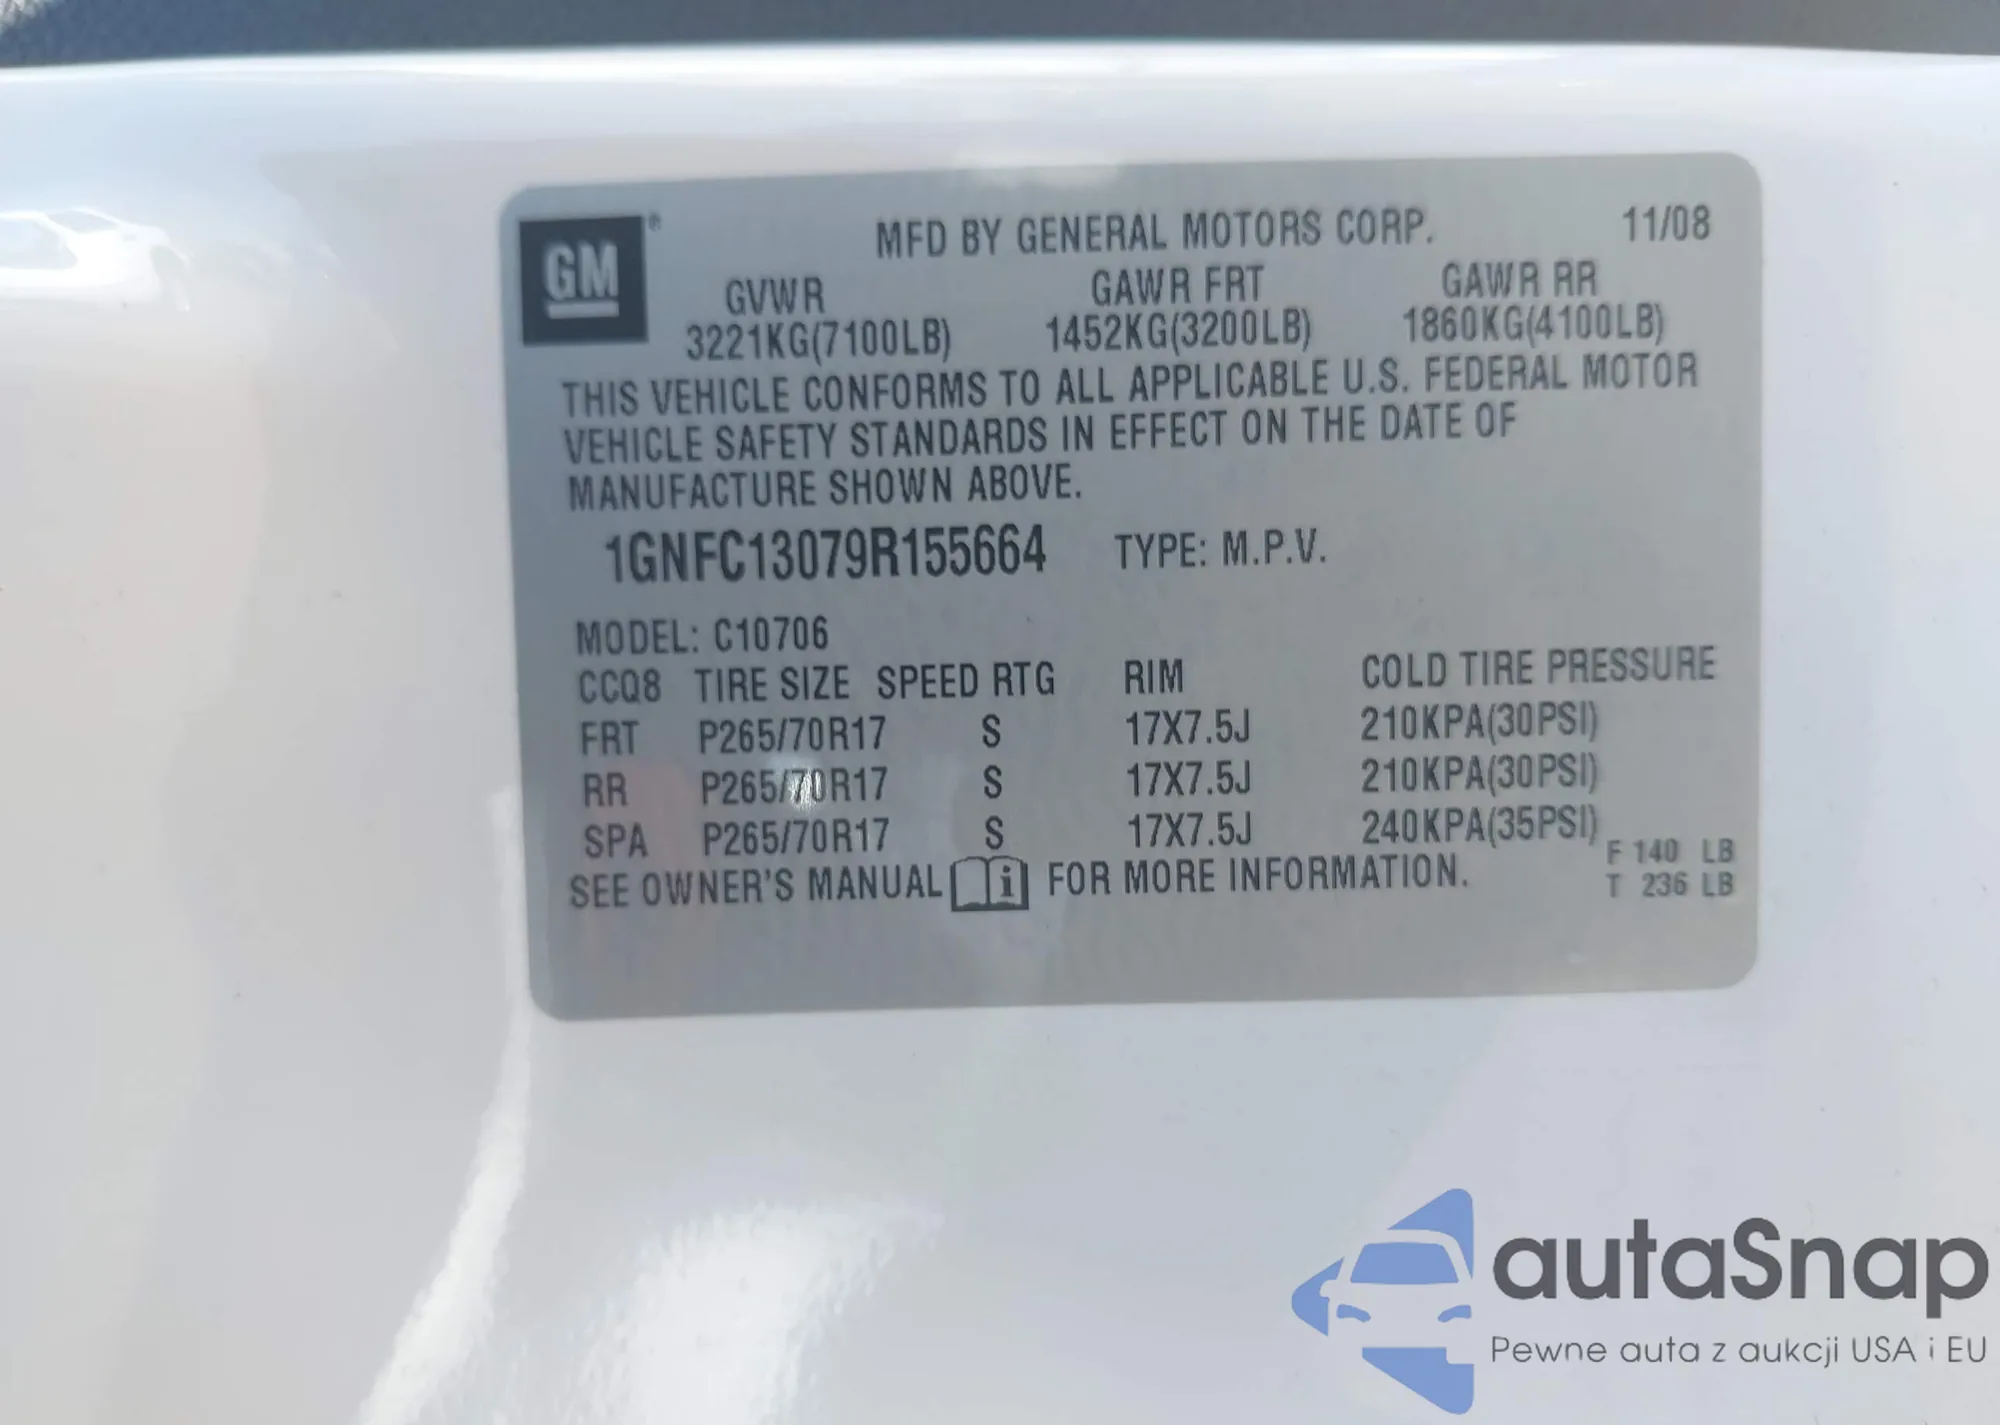 GM®
MFD BY GENERAL MOTORS CORP. 11/08
GVWR GAWR FRT GAWR RR
3221KG(7100LB) 1452KG(3200LB) 1860KG(4100LB)
THIS VEHICLE CONFORMS TO ALL APPLICABLE U.S. FEDERAL MOTOR
VEHICLE SAFETY STANDARDS IN EFFECT ON THE DATE OF
MANUFACTURE SHOWN ABOVE.
1GNFC13079R155664 TYPE: M.P.V.
MODEL: C10706
CCQ8 TIRE SIZE SPEED RTG RIM COLD TIRE PRESSURE
FRT P265/70R17 S 17X7.5J 210KPA(30PSI)
RR P265/70R17 S 17X7.5J 210KPA(30PSI)
SPA P265/70R17 S 17X7.5J 240KPA(35PSI)
F 140 LB
SEE OWNER'S MANUAL i FOR MORE INFORMATION.
T 236 LB
autaSnap
Pewne auta z aukcji USA i EU